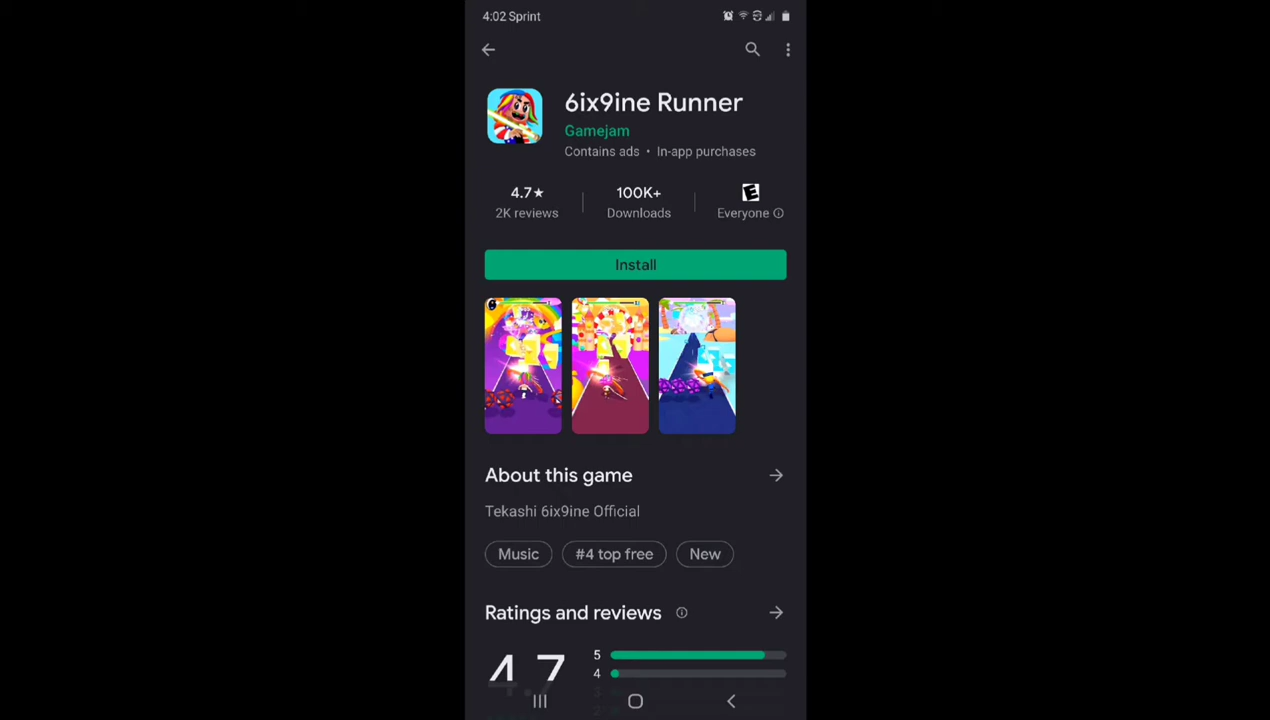 4:02 Sprint
6ix9ine Runner
Gamejam
Contains ads • In-app purchases
4.7★
2K reviews
100K+
Downloads
E
Everyone
Install
About this game
Tekashi 6ix9ine Official
Music
#4 top free
New
Ratings and reviews
4.7
5
4